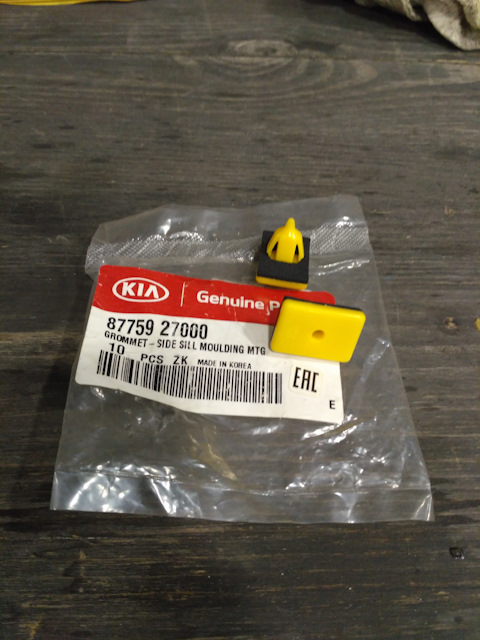 KIA
Genuine P
87759 27000
GROMMET-SIDE SILL MOULDING MTG
10 PCS ZK MADE IN KOREA
EAC
E